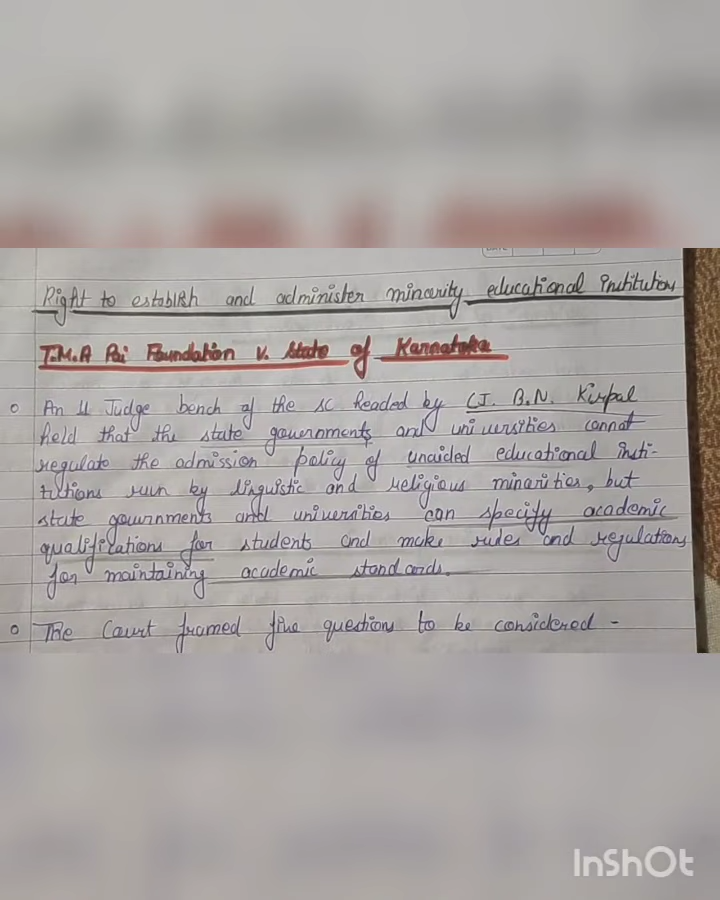 Right to establish and administer minority educational institutions
T.M.A Pai Foundation v. State of Karnataka
o An 11 Judge bench of the SC headed by CJ. B.N. Kirpal
held that the state governments and universities cannot
regulate the admission policy of unaided educational insti-
tutions run by linguistic and religious minorities, but
state governments and universities can specify academic
qualifications for students and make rules and regulations
for maintaining academic standards.
o The Court framed five questions to be considered -
InShOt